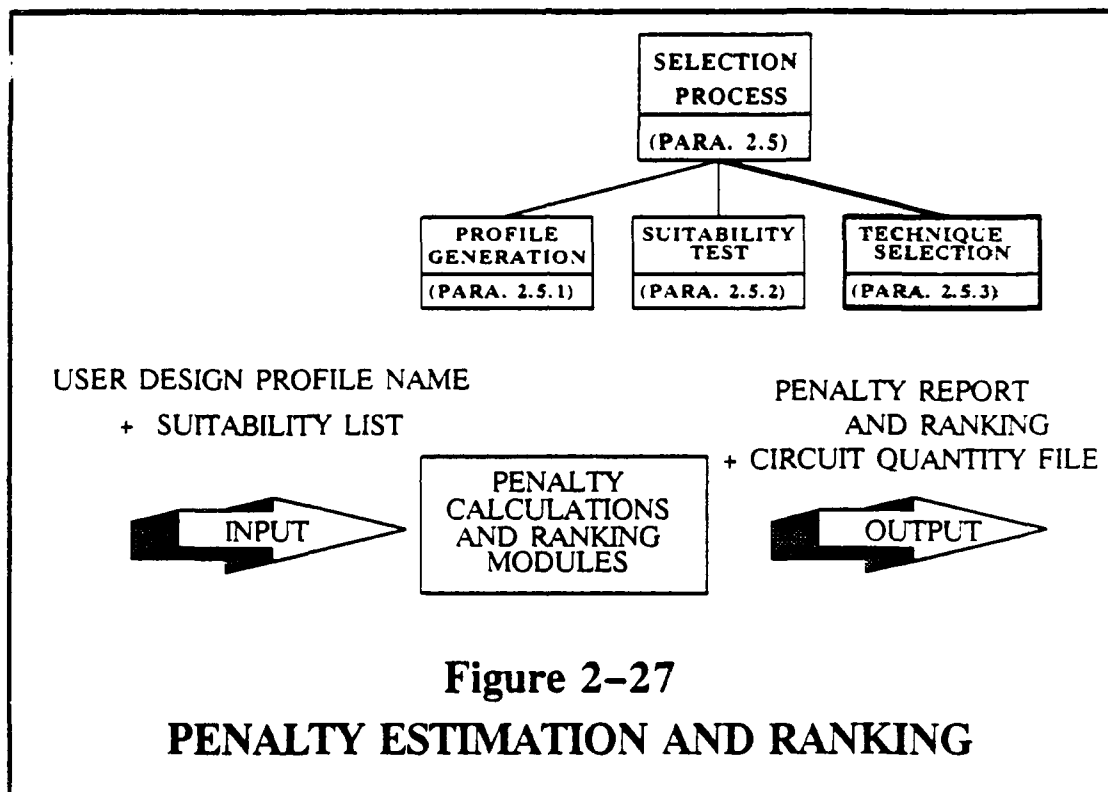 SELECTION
PROCESS
(PARA. 2.5)
PROFILE
GENERATION
(PARA. 2.5.1)
SUITABILITY
TEST
(PARA. 2.5.2)
TECHNIQUE
SELECTION
(PARA. 2.5.3)
USER DESIGN PROFILE NAME
+ SUITABILITY LIST
INPUT
PENALTY
CALCULATIONS
AND RANKING
MODULES
PENALTY REPORT
AND RANKING
+ CIRCUIT QUANTITY FILE
OUTPUT
Figure 2-27
PENALTY ESTIMATION AND RANKING